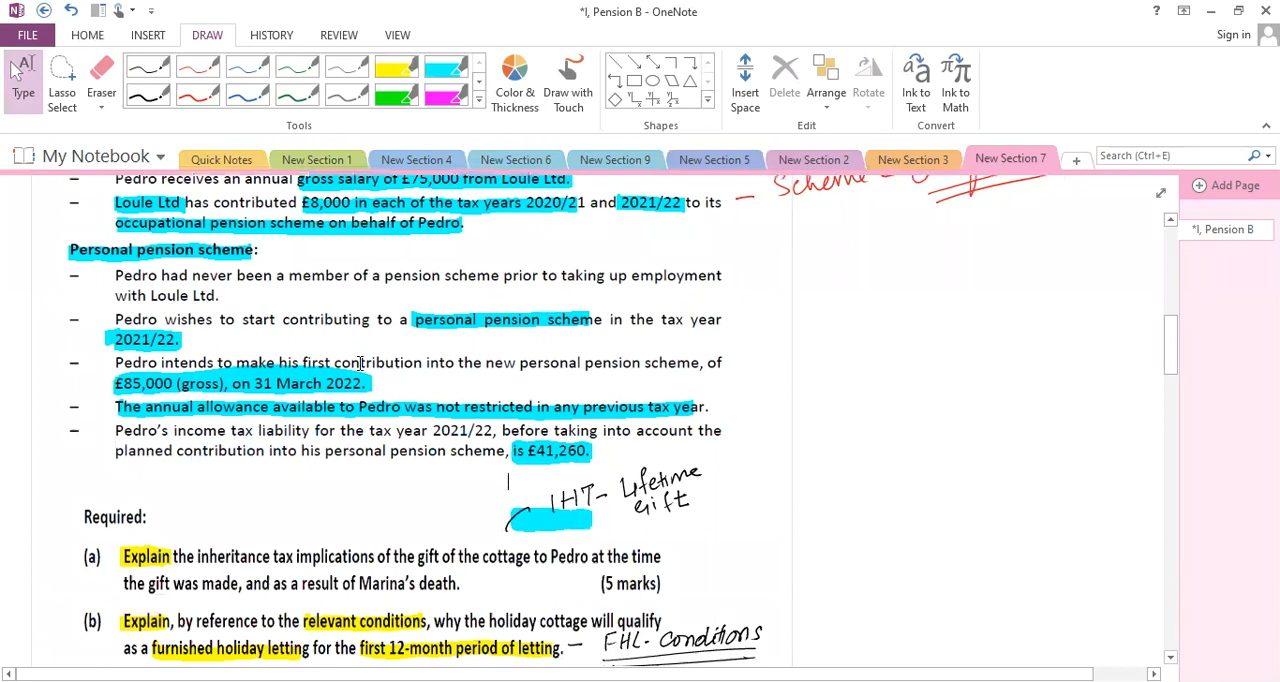 *I, Pension B - OneNote
?
FILE HOME INSERT DRAW HISTORY REVIEW VIEW Sign in
Type Lasso Select Eraser Color & Thickness Draw with Touch Insert Space Delete Arrange Rotate Ink to Text Ink to Math
Tools Shapes Edit Convert
My Notebook Quick Notes New Section 1 New Section 4 New Section 6 New Section 9 New Section 5 New Section 2 New Section 3 New Section 7 Search (Ctrl+E)
Add Page
*I, Pension B
– Pedro receives an annual gross salary of £75,000 from Loule Ltd.
— Scheme -
– Loule Ltd has contributed £8,000 in each of the tax years 2020/21 and 2021/22 to its
occupational pension scheme on behalf of Pedro.
Personal pension scheme:
– Pedro had never been a member of a pension scheme prior to taking up employment
with Loule Ltd.
– Pedro wishes to start contributing to a personal pension scheme in the tax year
2021/22.
– Pedro intends to make his first contribution into the new personal pension scheme, of
£85,000 (gross), on 31 March 2022.
– The annual allowance available to Pedro was not restricted in any previous tax year.
– Pedro's income tax liability for the tax year 2021/22, before taking into account the
planned contribution into his personal pension scheme, is £41,260.
IHT - Lifetime
Gift
Required:
(a) Explain the inheritance tax implications of the gift of the cottage to Pedro at the time
the gift was made, and as a result of Marina's death. (5 marks)
(b) Explain, by reference to the relevant conditions, why the holiday cottage will qualify
as a furnished holiday letting for the first 12-month period of letting. — FHL - Conditions